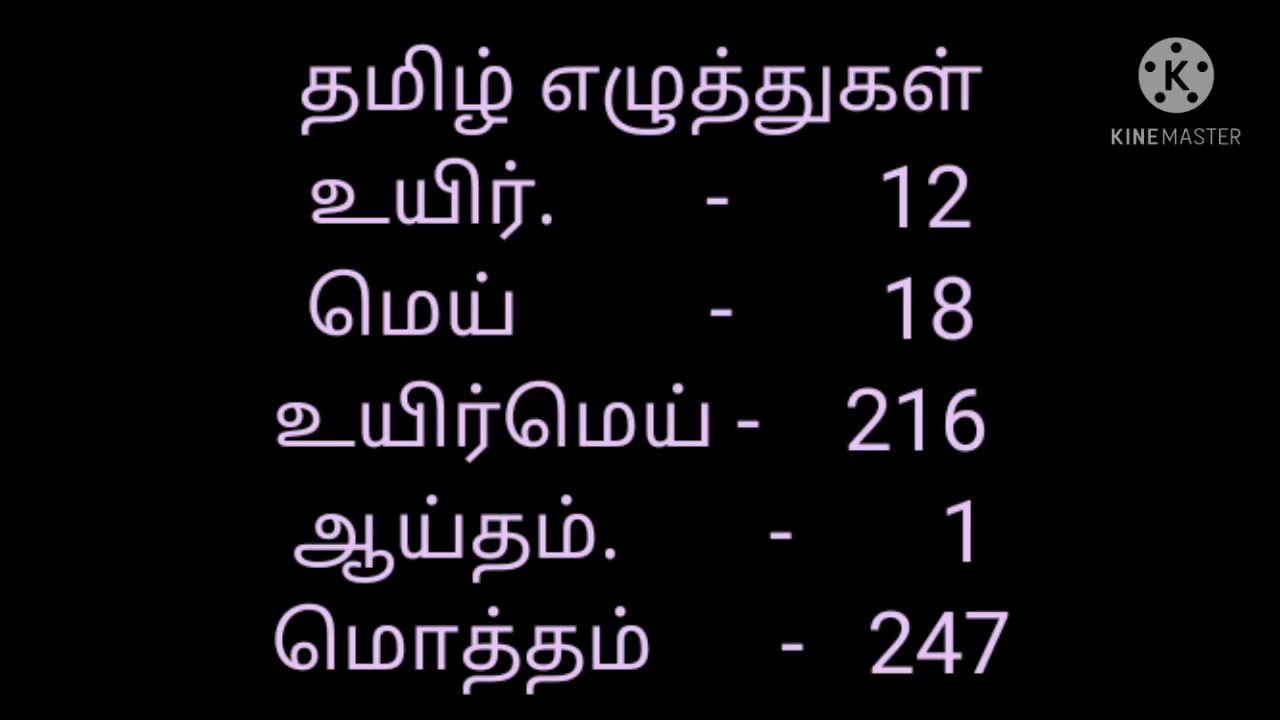 தமிழ் எழுத்துகள்
உயிர். - 12
மெய் - 18
உயிர்மெய் - 216
ஆய்தம். - 1
மொத்தம் - 247
K
KINEMASTER